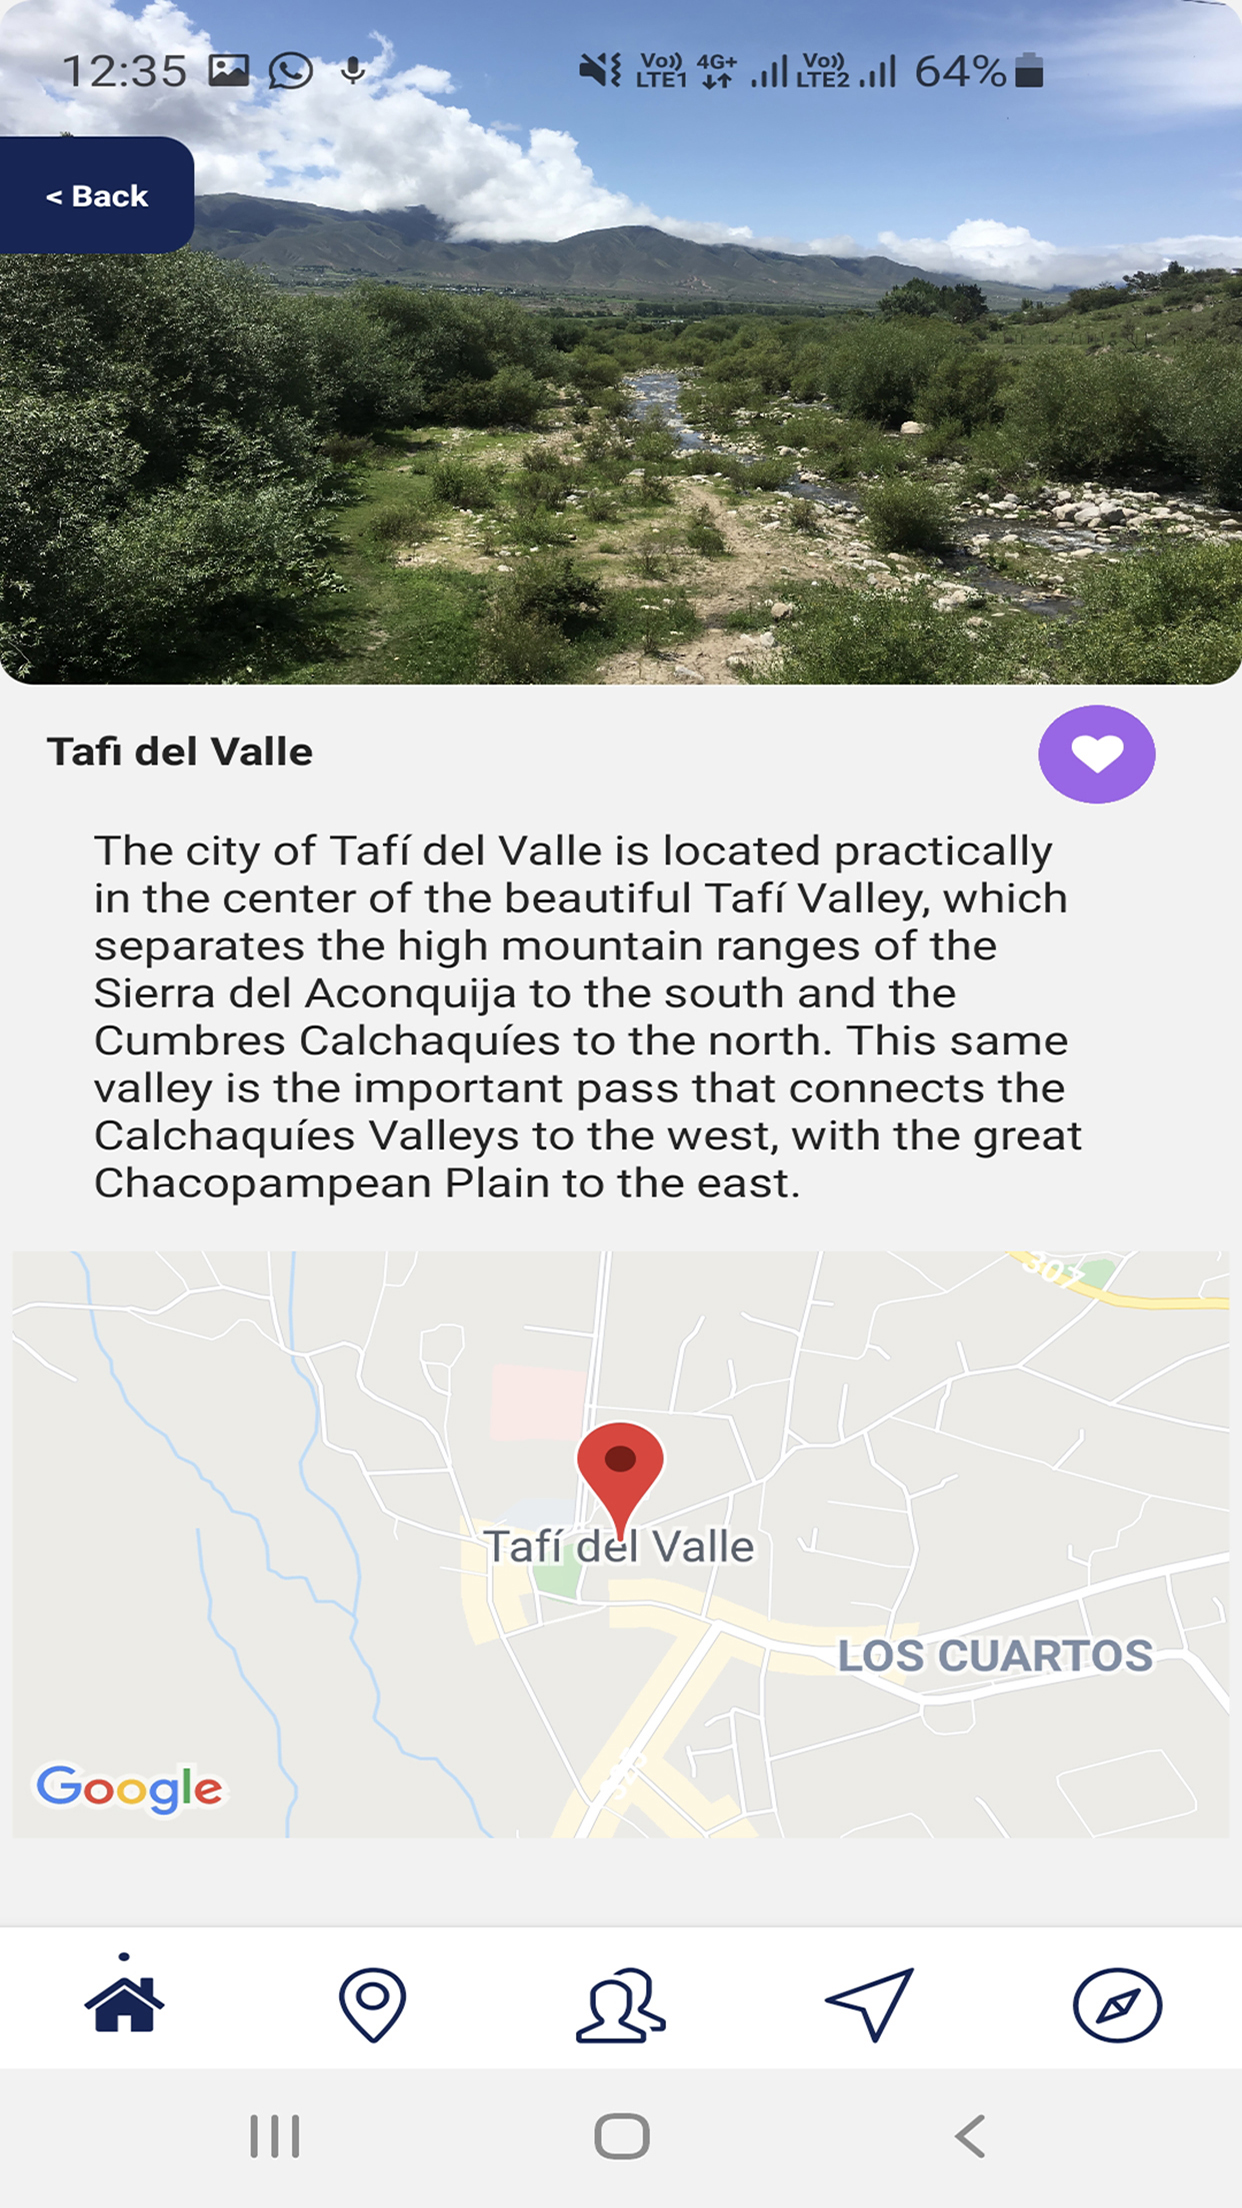 12:35 Vo)) LTE1 4G+ Vo)) LTE2 64%
< Back
Tafi del Valle
The city of Tafí del Valle is located practically
in the center of the beautiful Tafí Valley, which
separates the high mountain ranges of the
Sierra del Aconquija to the south and the
Cumbres Calchaquíes to the north. This same
valley is the important pass that connects the
Calchaquíes Valleys to the west, with the great
Chacopampean Plain to the east.
307
Tafí del Valle
LOS CUARTOS
Google